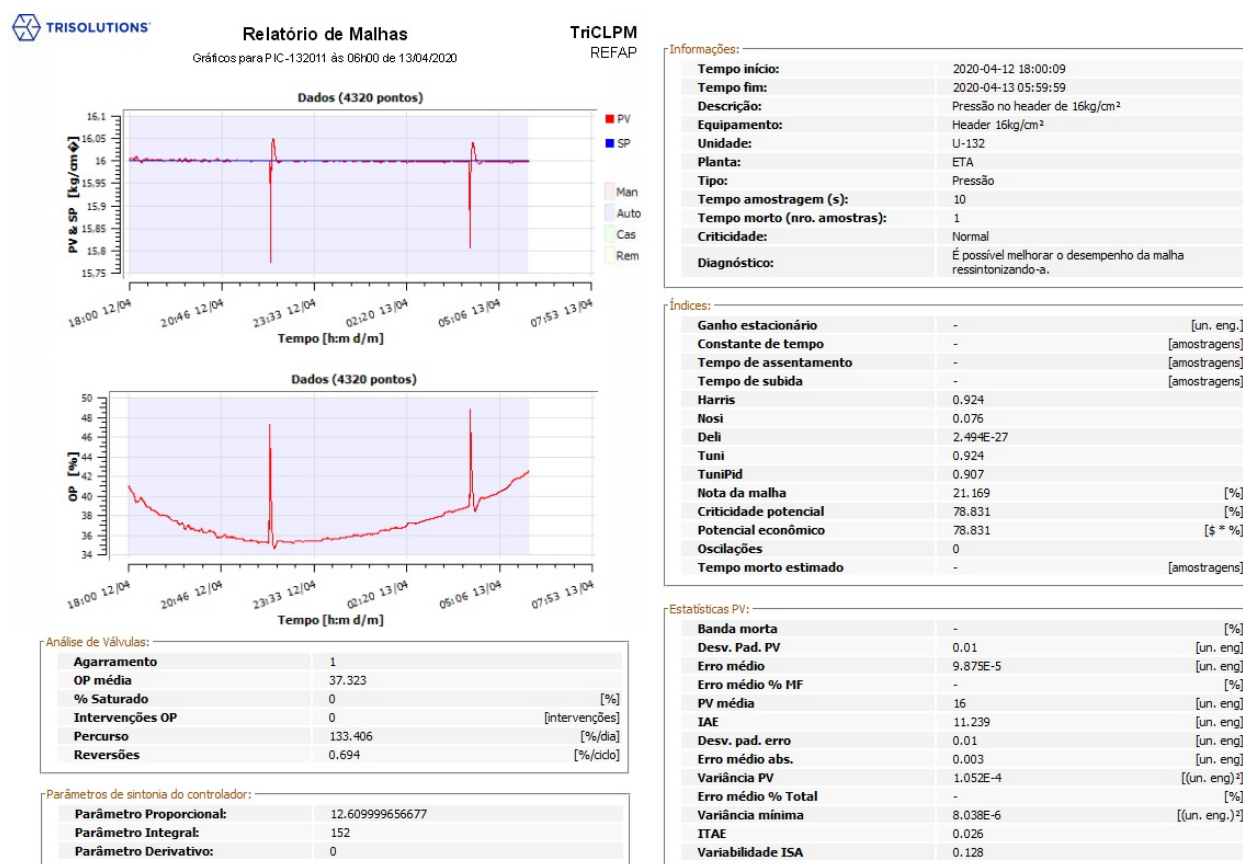 TRISOLUTIONS
Relatório de Malhas
TriCLPM
REFAP
Gráficos para PIC-132011 às 06h00 de 13/04/2020
Dados (4320 pontos)
PV & SP [kg/cm�]
16,1
16,05
16
15,95
15,9
15,85
15,8
15,75
PV
SP
Man
Auto
Cas
Rem
18:00 12/04
20:46 12/04
23:33 12/04
02:20 13/04
05:06 13/04
07:53 13/04
Tempo [h:m d/m]
Dados (4320 pontos)
OP [%]
50
48
46
44
42
40
38
36
34
18:00 12/04
20:46 12/04
23:33 12/04
02:20 13/04
05:06 13/04
07:53 13/04
Tempo [h:m d/m]
Análise de Válvulas:
Agarramento 1
OP média 37.323
% Saturado 0 [%]
Intervenções OP 0 [intervenções]
Percurso 133.406 [%/dia]
Reversões 0.694 [%/ciclo]
Parâmetros de sintonia do controlador:
Parâmetro Proporcional: 12.609999656677
Parâmetro Integral: 152
Parâmetro Derivativo: 0
Informações:
Tempo início: 2020-04-12 18:00:09
Tempo fim: 2020-04-13 05:59:59
Descrição: Pressão no header de 16kg/cm²
Equipamento: Header 16kg/cm²
Unidade: U-132
Planta: ETA
Tipo: Pressão
Tempo amostragem (s): 10
Tempo morto (nro. amostras): 1
Criticidade: Normal
Diagnóstico: É possível melhorar o desempenho da malha
ressintonizando-a.
Índices:
Ganho estacionário - [un. eng.]
Constante de tempo - [amostragens]
Tempo de assentamento - [amostragens]
Tempo de subida - [amostragens]
Harris 0.924
Nosi 0.076
Deli 2.494E-27
Tuni 0.924
TuniPid 0.907
Nota da malha 21.169 [%]
Criticidade potencial 78.831 [%]
Potencial econômico 78.831 [$ * %]
Oscilações 0
Tempo morto estimado - [amostragens]
Estatísticas PV:
Banda morta - [%]
Desv. Pad. PV 0.01 [un. eng]
Erro médio 9.875E-5 [un. eng]
Erro médio % MF - [%]
PV média 16 [un. eng]
IAE 11.239 [un. eng]
Desv. pad. erro 0.01 [un. eng]
Erro médio abs. 0.003 [un. eng]
Variância PV 1.052E-4 [(un. eng)²]
Erro médio % Total - [%]
Variância mínima 8.038E-6 [(un. eng.)²]
ITAE 0.026
Variabilidade ISA 0.128